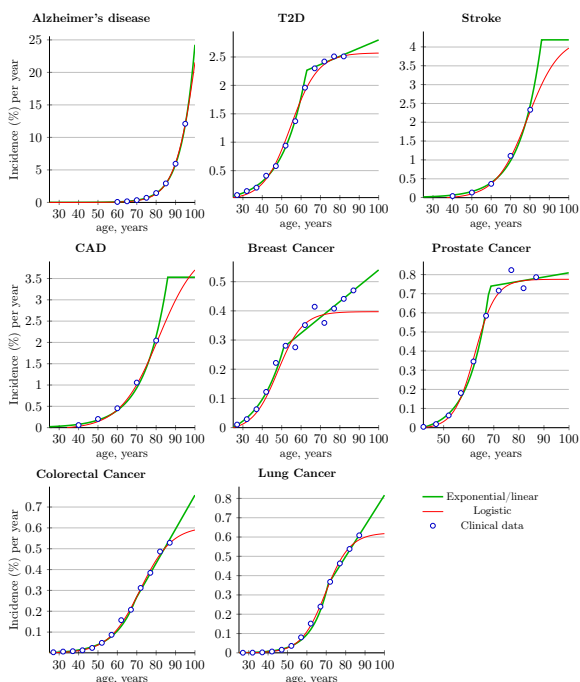 Alzheimer's disease
T2D
Stroke
Incidence (%) per year
25
20
15
10
5
0
30 40 50 60 70 80 90 100
age, years
2.5
2
1.5
1
0.5
30 40 50 60 70 80 90 100
age, years
4
3.5
3
2.5
2
1.5
1
0.5
0
30 40 50 60 70 80 90 100
age, years
CAD
Breast Cancer
Prostate Cancer
Incidence (%) per year
3.5
3
2.5
2
1.5
1
0.5
0
30 40 50 60 70 80 90 100
age, years
0.5
0.4
0.3
0.2
0.1
0
30 40 50 60 70 80 90 100
age, years
0.8
0.7
0.6
0.5
0.4
0.3
0.2
0.1
0
50 60 70 80 90 100
age, years
Colorectal Cancer
Lung Cancer
Incidence (%) per year
0.7
0.6
0.5
0.4
0.3
0.2
0.1
30 40 50 60 70 80 90 100
age, years
0.8
0.7
0.6
0.5
0.4
0.3
0.2
0.1
0
30 40 50 60 70 80 90 100
age, years
Exponential/linear
Logistic
Clinical data